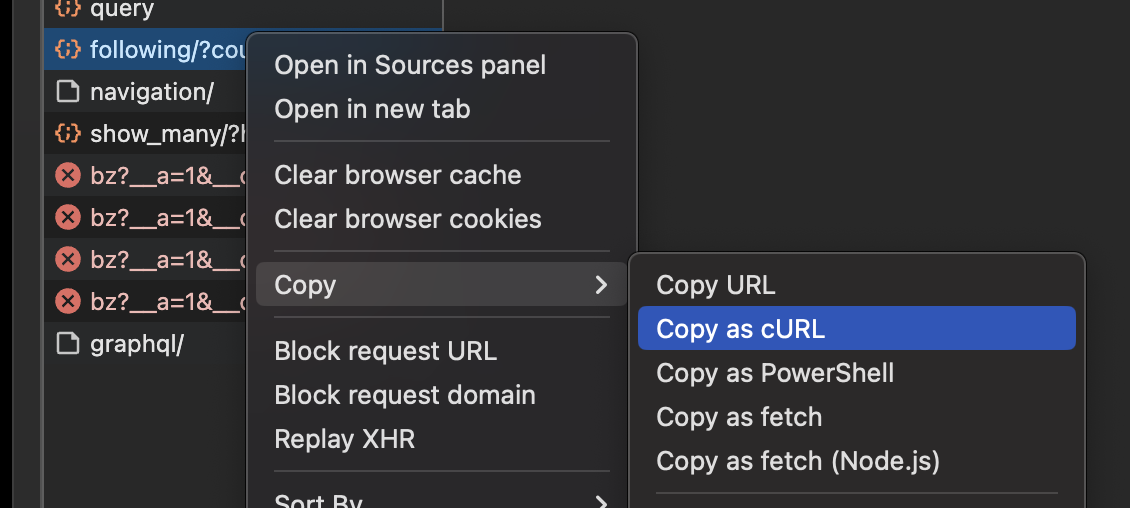 query
following/?cou
navigation/
show_many/?h
bz?__a=1&__c
bz?__a=1&__c
bz?__a=1&__c
bz?__a=1&__c
graphql/
Open in Sources panel
Open in new tab
Clear browser cache
Clear browser cookies
Copy
Block request URL
Block request domain
Replay XHR
Sort By
Copy URL
Copy as cURL
Copy as PowerShell
Copy as fetch
Copy as fetch (Node.js)